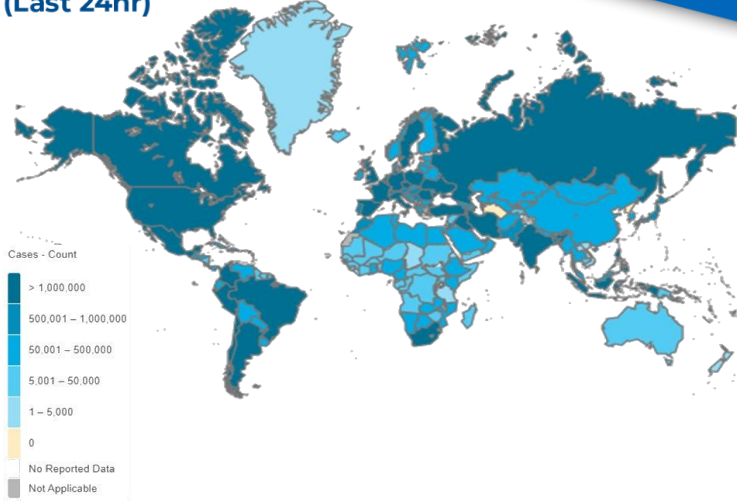 (Last 24hr)
Cases - Count
> 1,000,000
500,001 – 1,000,000
50,001 – 500,000
5,001 – 50,000
1 – 5,000
0
No Reported Data
Not Applicable